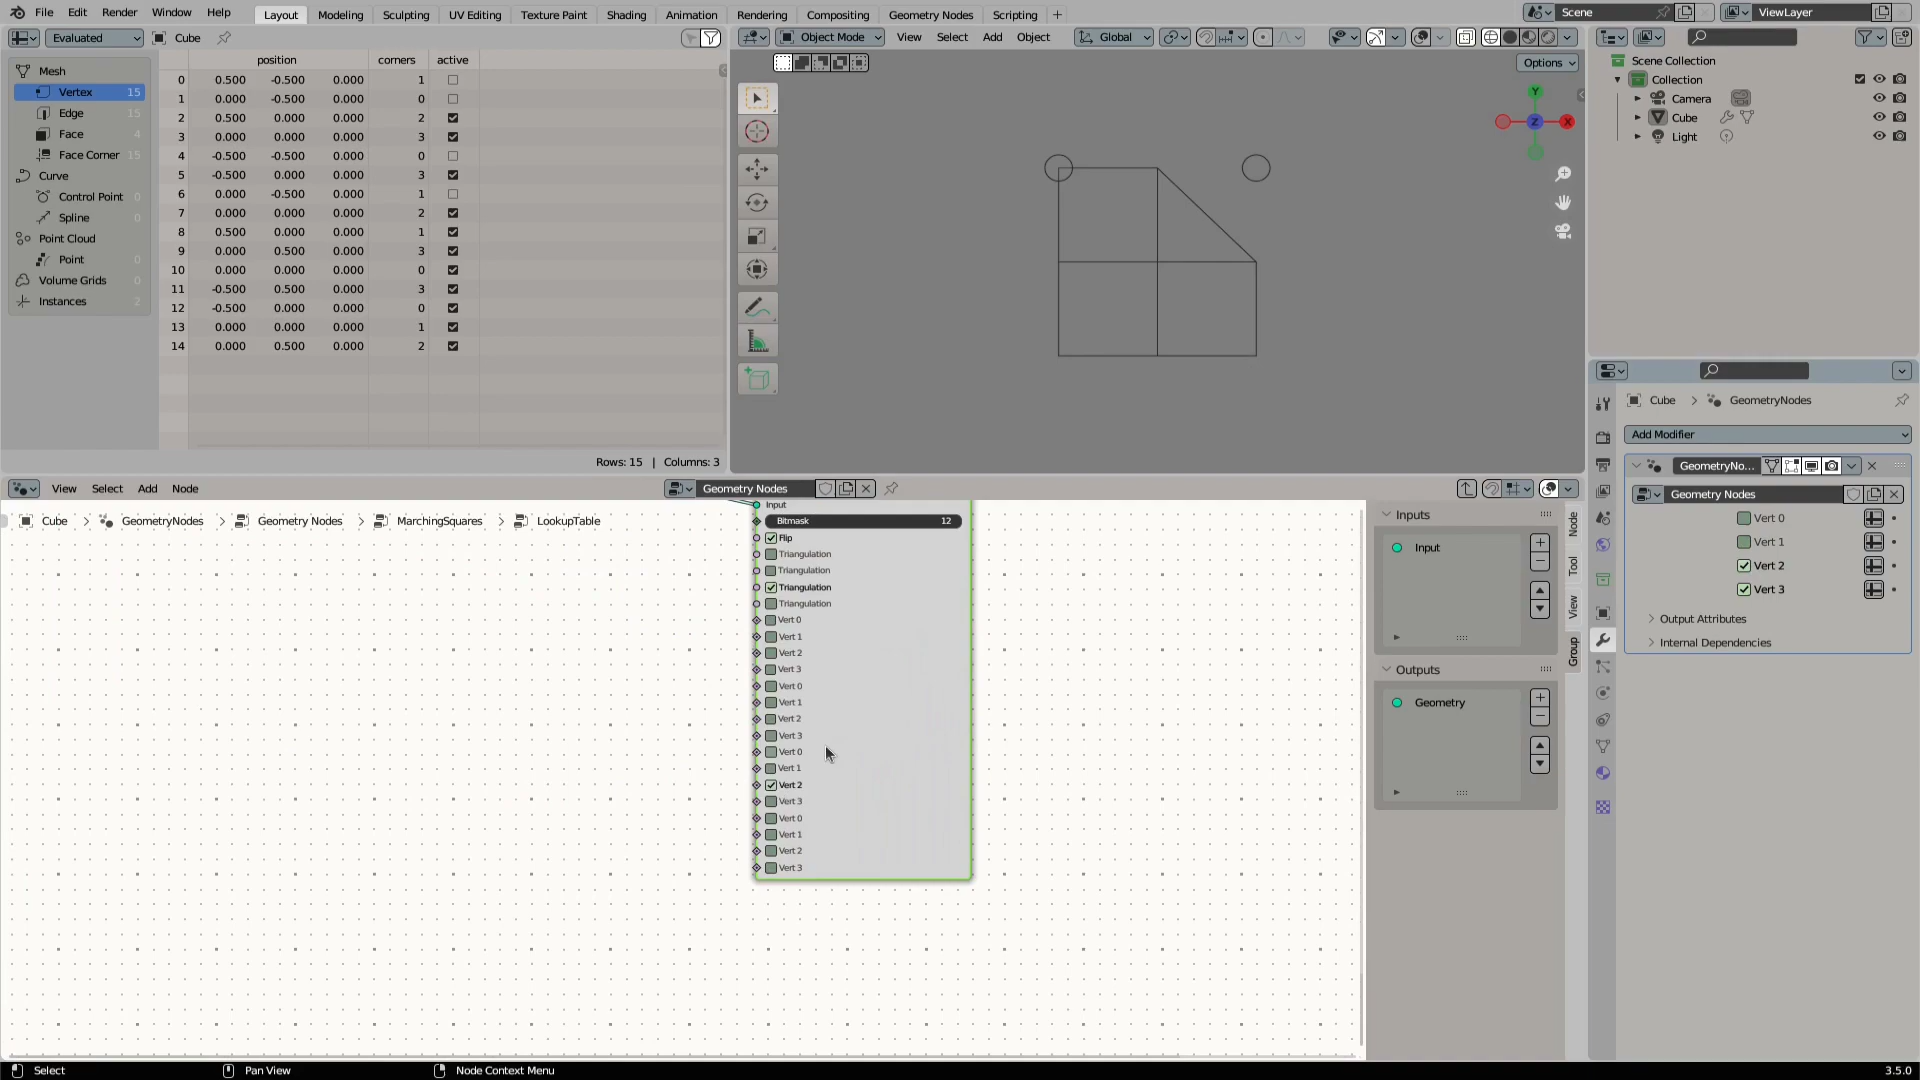 File Edit Render Window Help Layout Modeling Sculpting UV Editing Texture Paint Shading Animation Rendering Compositing Geometry Nodes Scripting Scene ViewLayer
Evaluated Cube Object Mode View Select Add Object Global
Options
position corners active
Mesh
Vertex 15
Edge 15
Face 4
Face Corner 15
Curve
Control Point 0
Spline 0
Point Cloud
Point 0
Volume Grids 0
Instances 2
0 0.500 -0.500 0.000 1
1 0.000 -0.500 0.000 0
2 0.500 0.000 0.000 2
3 0.000 0.000 0.000 3
4 -0.500 -0.500 0.000 0
5 -0.500 0.000 0.000 3
6 0.000 -0.500 0.000 1
7 0.000 0.000 0.000 2
8 0.500 0.000 0.000 1
9 0.000 0.500 0.000 3
10 0.000 0.000 0.000 0
11 -0.500 0.500 0.000 3
12 -0.500 0.000 0.000 0
13 0.000 0.000 0.000 1
14 0.000 0.500 0.000 2
Rows: 15 | Columns: 3
Y
Z
X
Scene Collection
Collection
Camera
Cube
Light
Cube > GeometryNodes
Add Modifier
GeometryNo...
Geometry Nodes
Vert 0
Vert 1
Vert 2
Vert 3
Output Attributes
Internal Dependencies
View Select Add Node Geometry Nodes
Cube > GeometryNodes > Geometry Nodes > MarchingSquares > LookupTable
Input
Bitmask 12
Flip
Triangulation
Triangulation
Triangulation
Triangulation
Vert 0
Vert 1
Vert 2
Vert 3
Vert 0
Vert 1
Vert 2
Vert 3
Vert 0
Vert 1
Vert 2
Vert 3
Vert 0
Vert 1
Vert 2
Vert 3
Inputs
Input
Outputs
Geometry
Node
Tool
View
Group
Select Pan View Node Context Menu 3.5.0